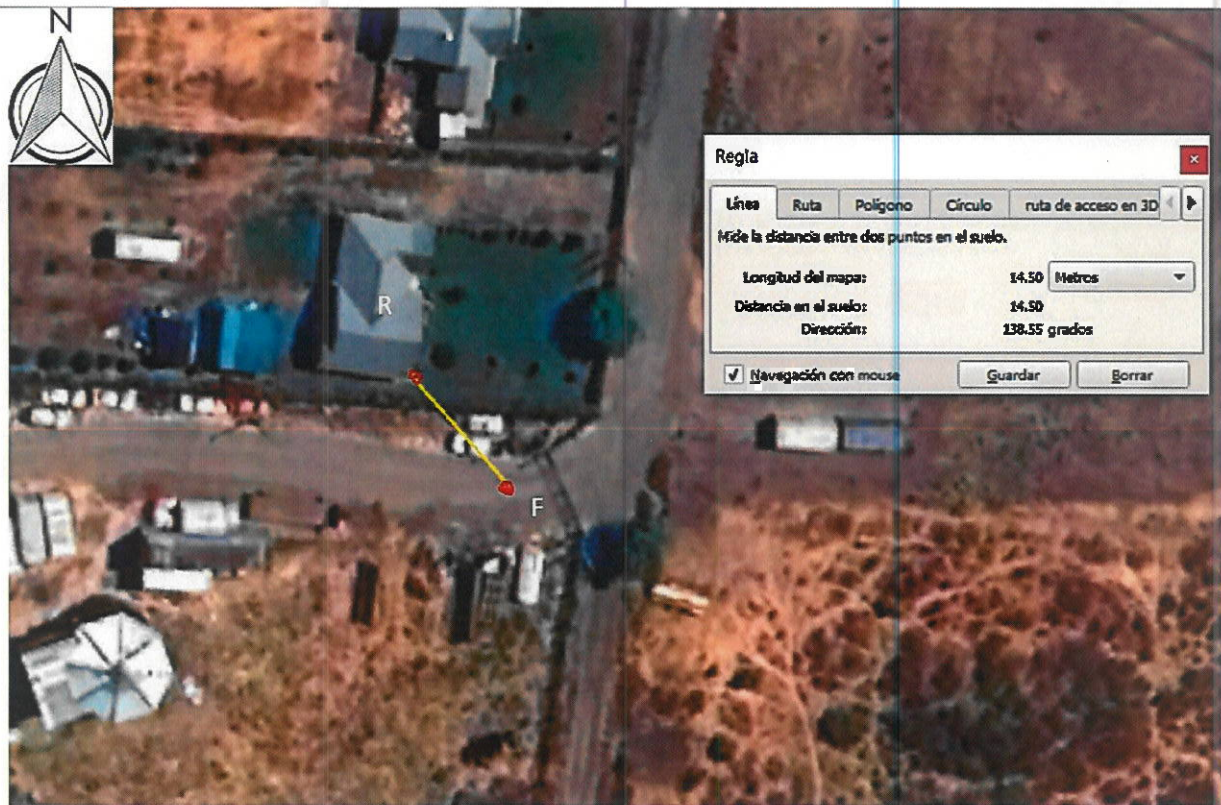 N
Regla
Línea Ruta Polígono Círculo ruta de acceso en 3D
Mide la distancia entre dos puntos en el suelo.
Longitud del mapa: 14.50 Metros
Distancia en el suelo: 14.50
Dirección: 138.55 grados
Navegación con mouse Guardar Borrar
R
F